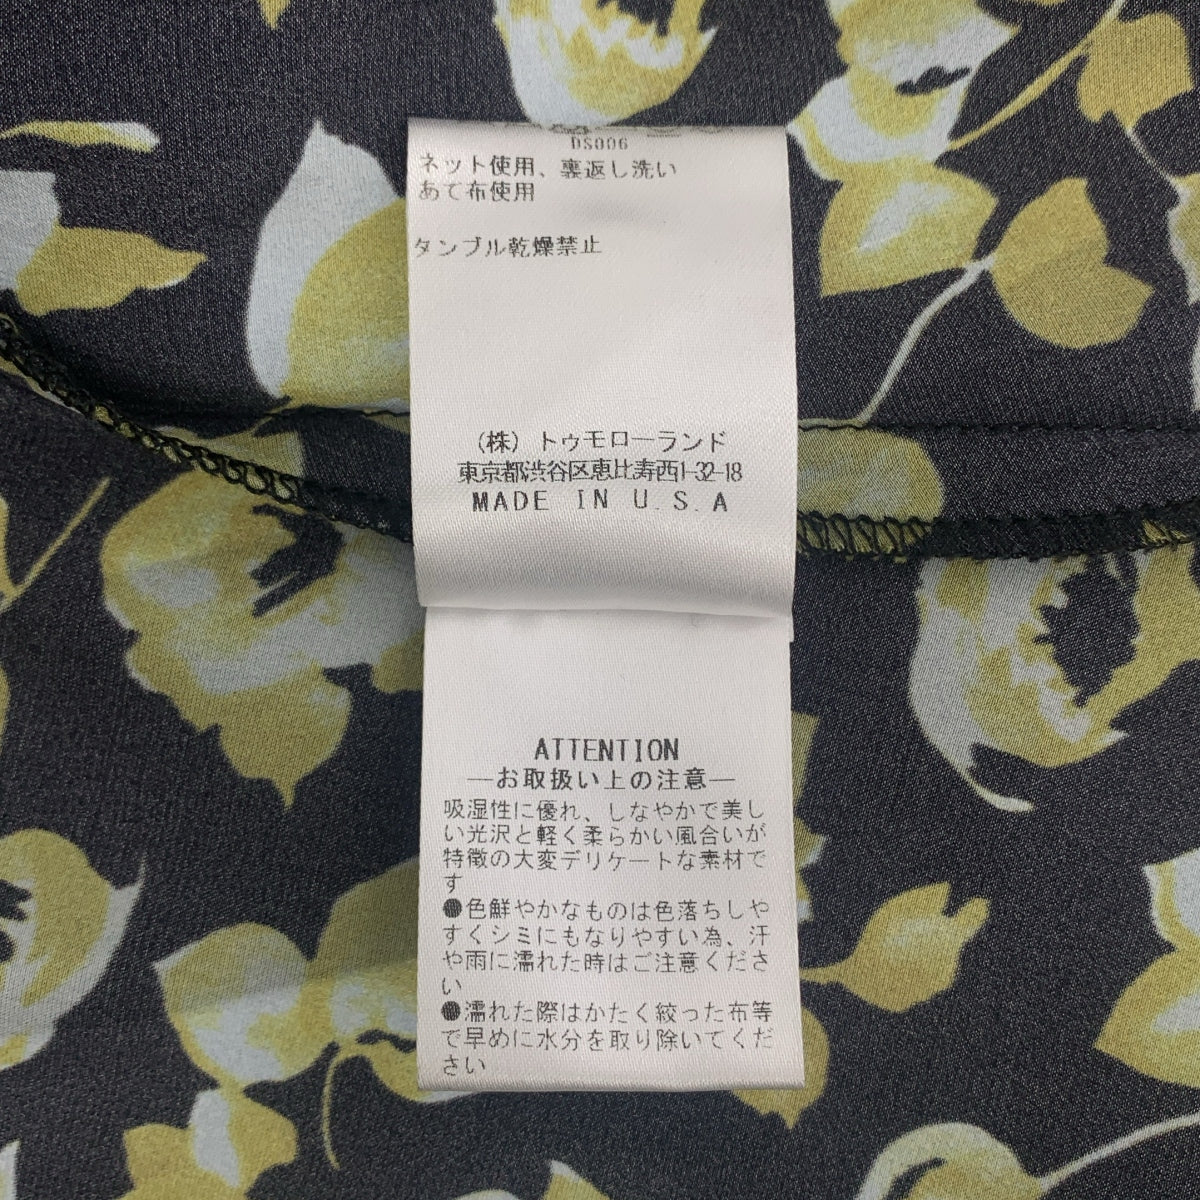 DS006
ネット使用、裏返し洗い
あて布使用
タンブル乾燥禁止
(株)トゥモローランド
東京都渋谷区恵比寿西1-32-18
MADE IN U.S.A
ATTENTION
―お取扱い上の注意―
吸湿性に優れ、しなやかで美し
い光沢と軽く柔らかい風合いが
特徴の大変デリケートな素材で
す
●色鮮やかなものは色落ちしや
すくシミにもなりやすい為、汗
や雨に濡れた時はご注意くださ
い
●濡れた際はかたく絞った布等
で早めに水分を取り除いてくだ
さい